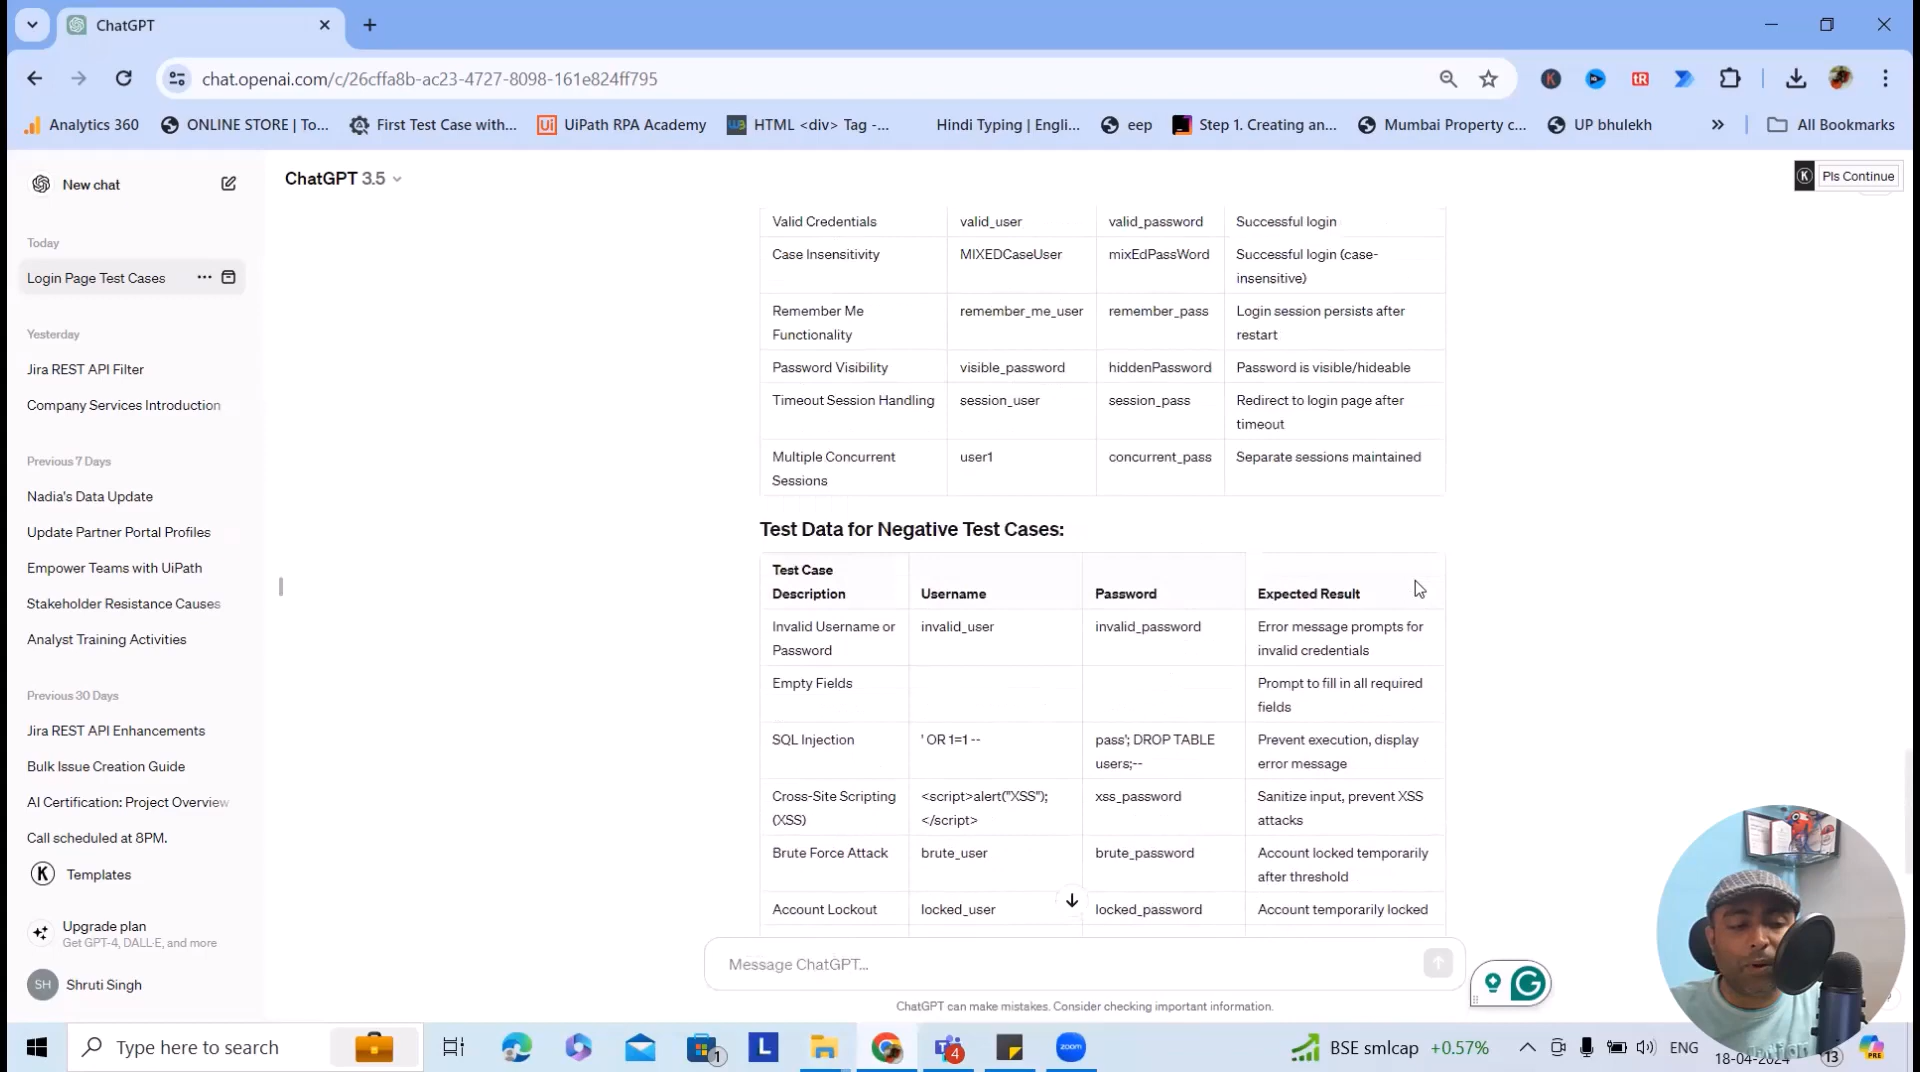 ChatGPT
chat.openai.com/c/26cffa8b-ac23-4727-8098-161e824ff795
Analytics 360
ONLINE STORE | To...
First Test Case with...
UiPath RPA Academy
HTML <div> Tag -...
Hindi Typing | Engli...
eep
Step 1. Creating an...
Mumbai Property c...
UP bhulekh
»
All Bookmarks
New chat
ChatGPT 3.5
Pls Continue
Today
Login Page Test Cases
Yesterday
Jira REST API Filter
Company Services Introduction
Previous 7 Days
Nadia's Data Update
Update Partner Portal Profiles
Empower Teams with UiPath
Stakeholder Resistance Causes
Analyst Training Activities
Previous 30 Days
Jira REST API Enhancements
Bulk Issue Creation Guide
AI Certification: Project Overview
Call scheduled at 8PM.
Templates
Upgrade plan
Get GPT-4, DALL·E, and more
SH Shruti Singh
Valid Credentials valid_user valid_password Successful login
Case Insensitivity MIXEDCaseUser mixEdPassWord Successful login (case-
insensitive)
Remember Me remember_me_user remember_pass Login session persists after
Functionality restart
Password Visibility visible_password hiddenPassword Password is visible/hideable
Timeout Session Handling session_user session_pass Redirect to login page after
timeout
Multiple Concurrent user1 concurrent_pass Separate sessions maintained
Sessions
Test Data for Negative Test Cases:
Test Case
Description Username Password Expected Result
Invalid Username or invalid_user invalid_password Error message prompts for
Password invalid credentials
Empty Fields Prompt to fill in all required
fields
SQL Injection ' OR 1=1 -- pass'; DROP TABLE Prevent execution, display
users;-- error message
Cross-Site Scripting <script>alert("XSS"); xss_password Sanitize input, prevent XSS
(XSS) </script> attacks
Brute Force Attack brute_user brute_password Account locked temporarily
after threshold
Account Lockout locked_user locked_password Account temporarily locked
Message ChatGPT...
ChatGPT can make mistakes. Consider checking important information.
Type here to search
1
L
4
zoom
BSE smlcap +0.57%
ENG
18-04-2024
13
PRE